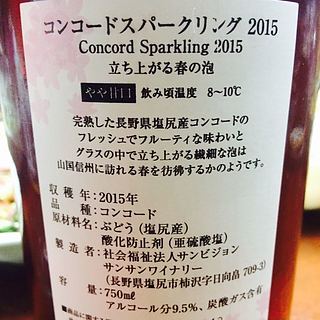 コンコードスパークリング 2015
Concord Sparkling 2015
立ち上がる春の泡
やや甘口 飲み頃温度 8～10℃
完熟した長野県塩尻産コンコードの
フレッシュでフルーティな味わいと
グラスの中で立ち上がる繊細な泡は
山国信州に訪れる春を彷彿するかのようです。
収穫年：2015年
品種：コンコード
原材料名：ぶどう（塩尻産）
酸化防止剤（亜硫酸塩）
製造者：社会福祉法人サンビジョン
サンサンワイナリー
（長野県塩尻市柿沢字日向畠 709-3）
容量：750㎖
アルコール分9.5%、炭酸ガス含有
商品に関する